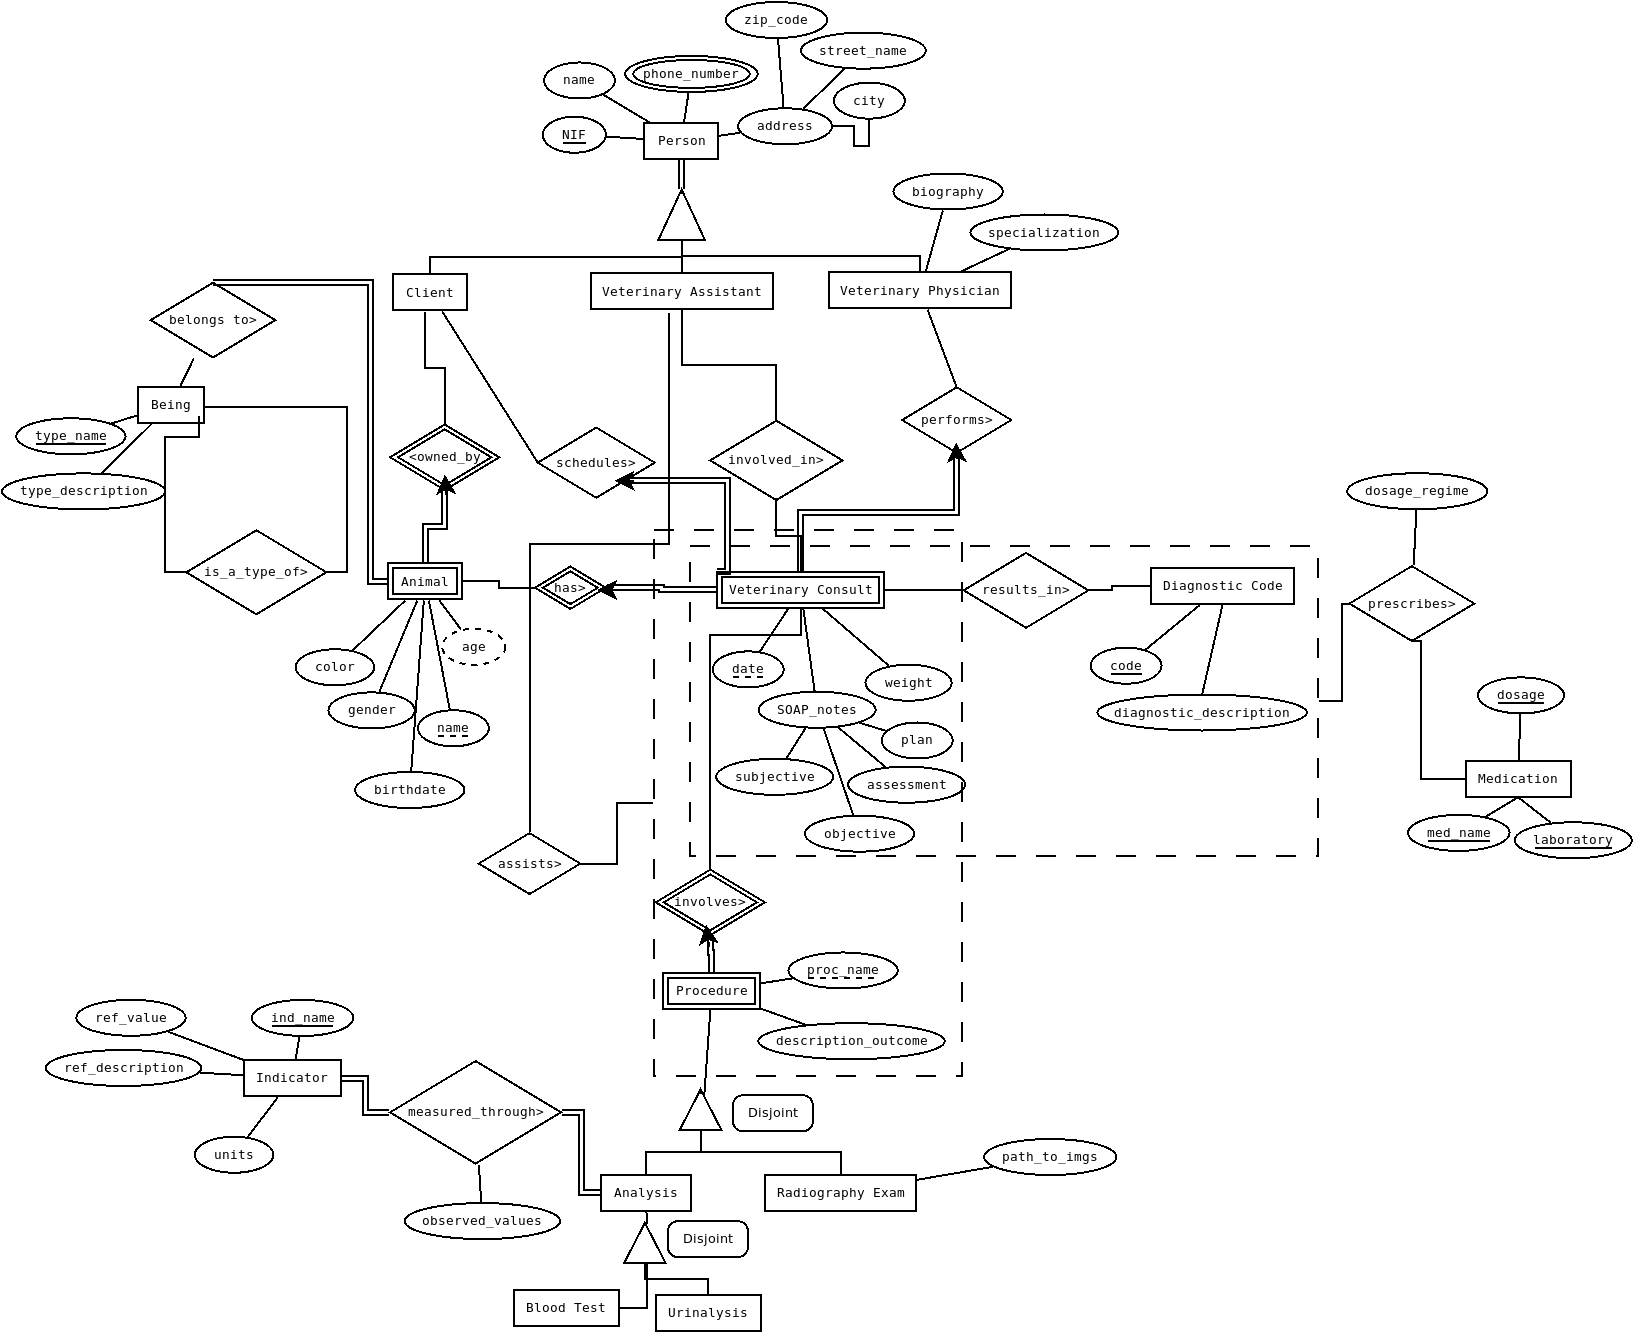 zip_code
street_name
name
phone_number
city
address
NIF
Person
biography
specialization
Client
Veterinary Assistant
Veterinary Physician
belongs to>
Being
type_name
type_description
<owned_by
schedules>
involved_in>
performs>
dosage_regime
is_a_type_of>
Animal
has>
Veterinary Consult
results_in>
Diagnostic Code
prescribes>
age
color
gender
name
birthdate
date
weight
SOAP_notes
plan
subjective
assessment
objective
code
diagnostic_description
dosage
Medication
med_name
laboratory
assists>
involves>
proc_name
Procedure
description_outcome
ref_value
ind_name
ref_description
Indicator
units
measured_through>
observed_values
Disjoint
path_to_imgs
Analysis
Radiography Exam
Disjoint
Blood Test
Urinalysis